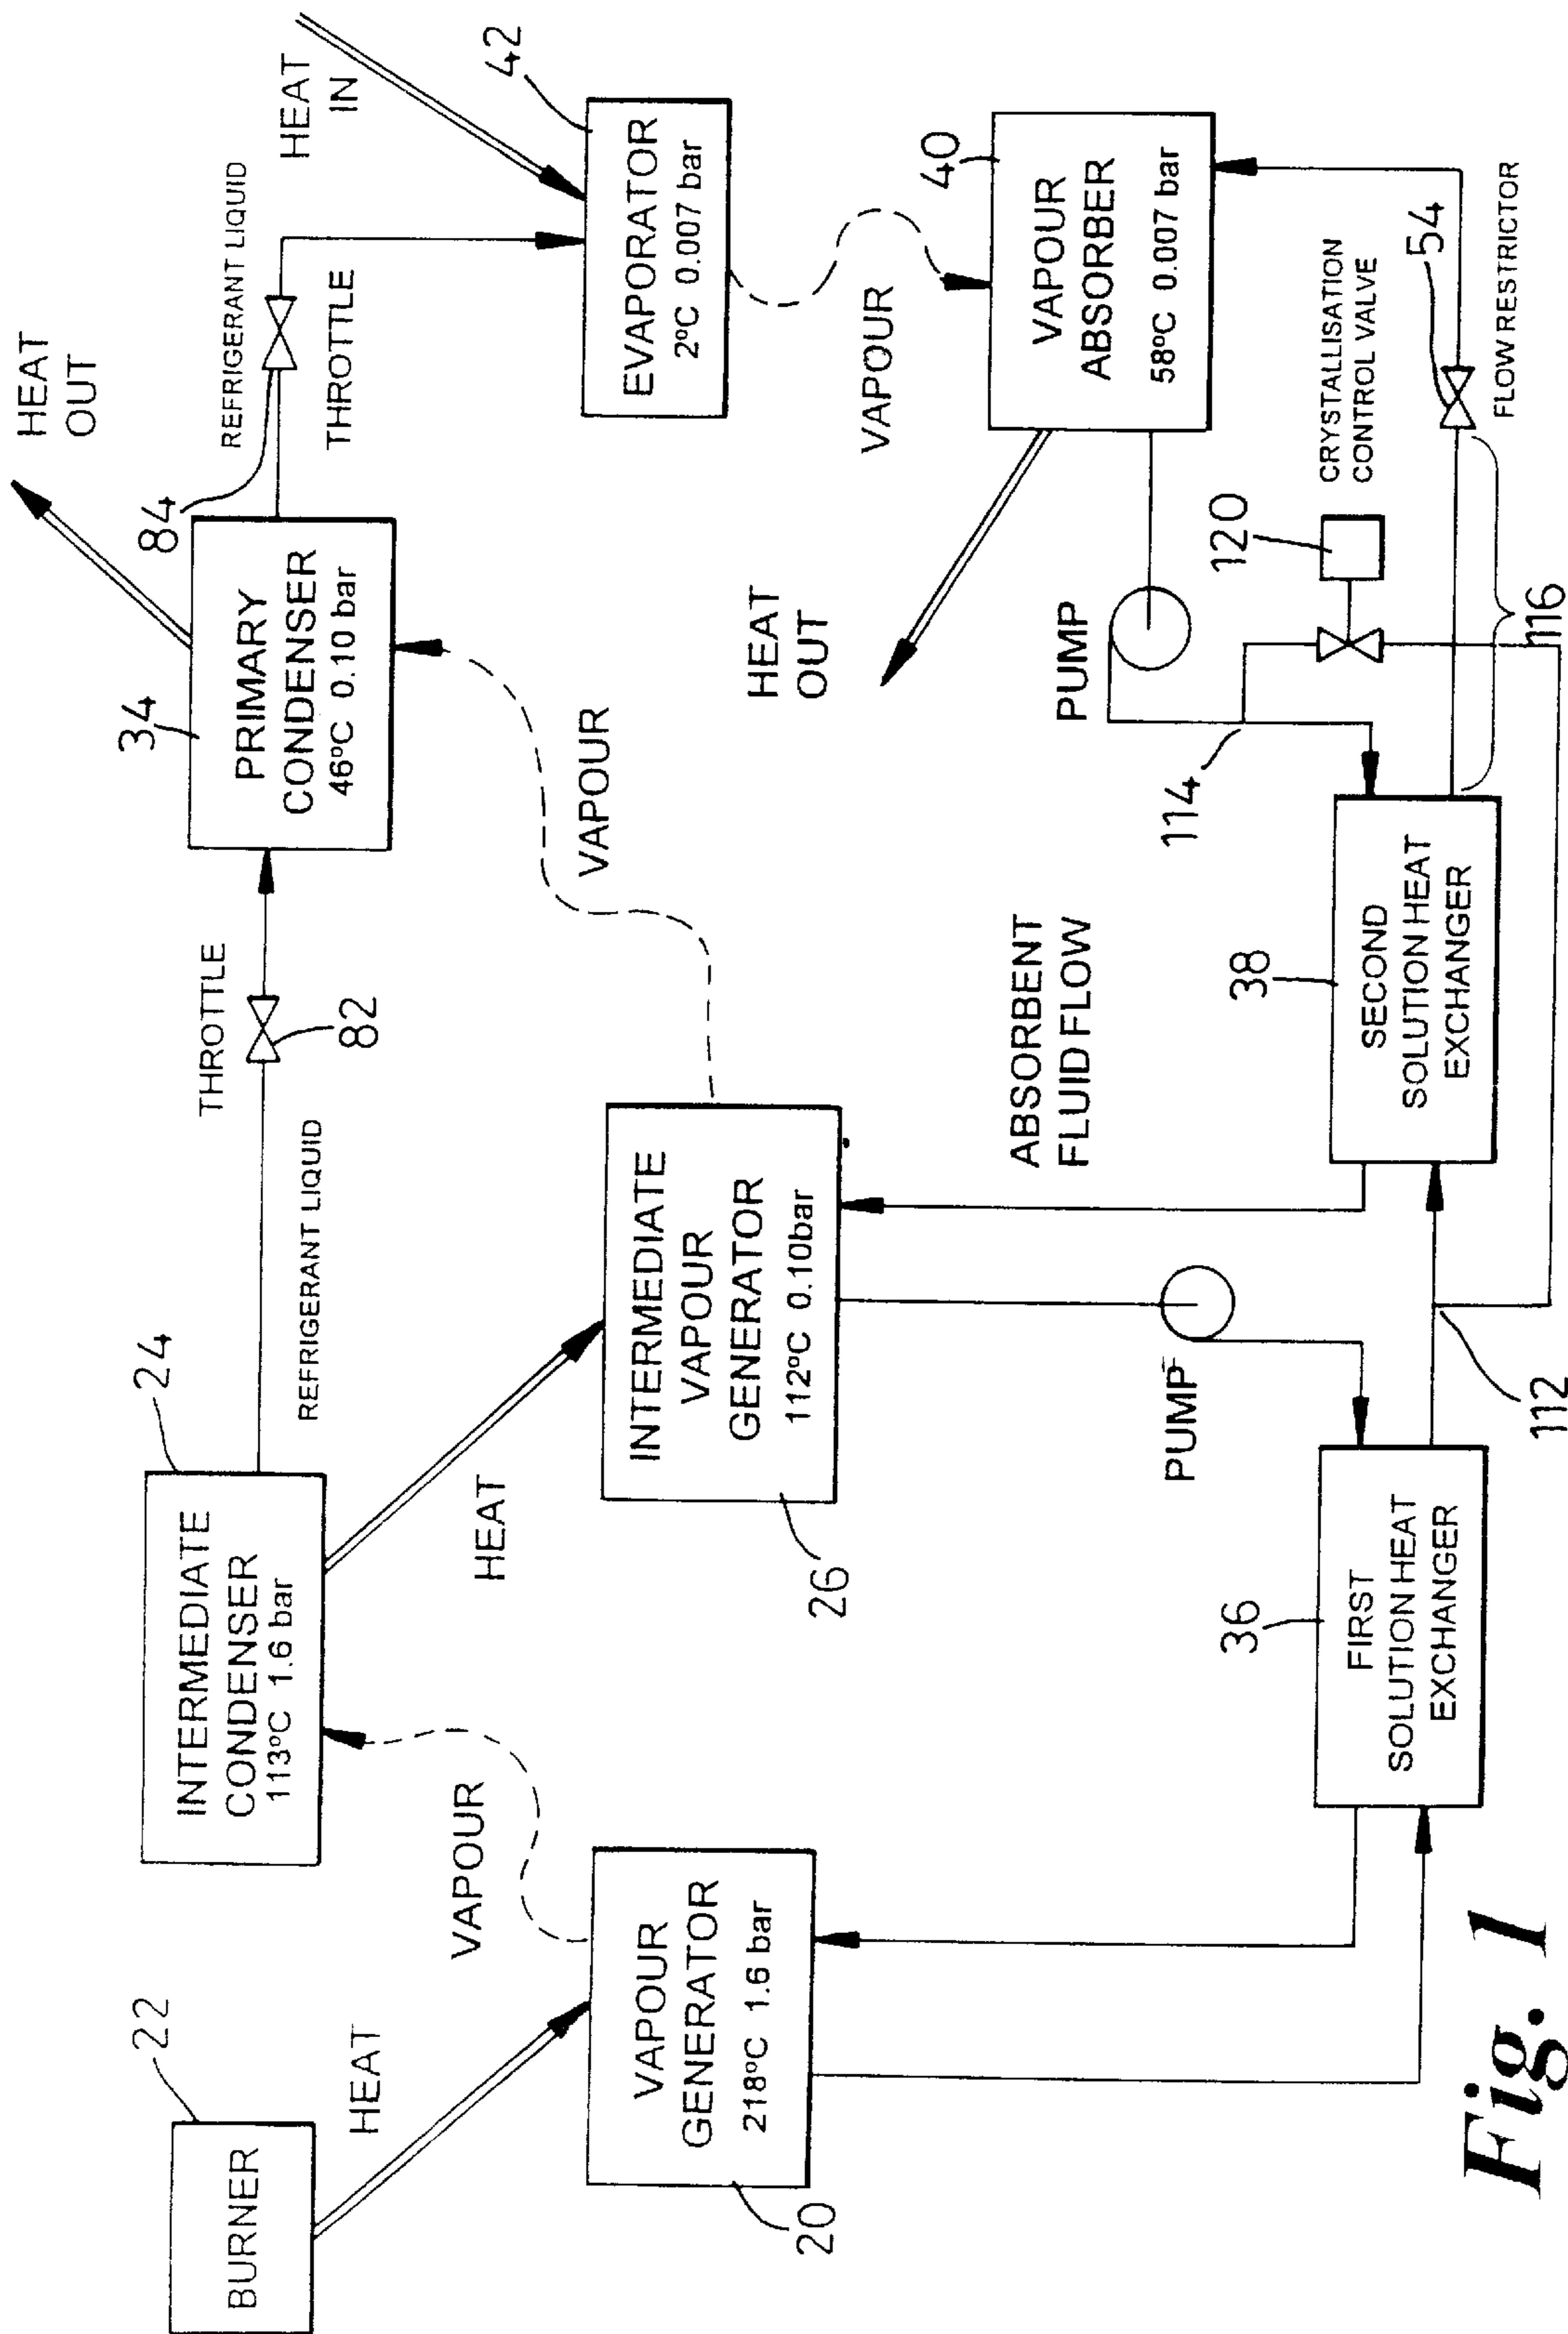 22
BURNER
HEAT
VAPOUR
GENERATOR
218°C 1.6 bar
20
VAPOUR
24
INTERMEDIATE
CONDENSER
113°C 1.6 bar
REFRIGERANT LIQUID
THROTTLE
82
HEAT
INTERMEDIATE
VAPOUR
GENERATOR
112°C 0.10bar
26
VAPOUR
34
PRIMARY
CONDENSER
46°C 0.10 bar
HEAT
OUT
84
REFRIGERANT LIQUID
THROTTLE
HEAT
IN
42
EVAPORATOR
2°C 0.007 bar
VAPOUR
40
VAPOUR
ABSORBER
58°C 0.007 bar
HEAT
OUT
PUMP
114
120
CRYSTALLISATION
CONTROL VALVE
54
FLOW RESTRICTOR
116
ABSORBENT
FLUID FLOW
38
SECOND
SOLUTION HEAT
EXCHANGER
PUMP
112
36
FIRST
SOLUTION HEAT
EXCHANGER
Fig. 1